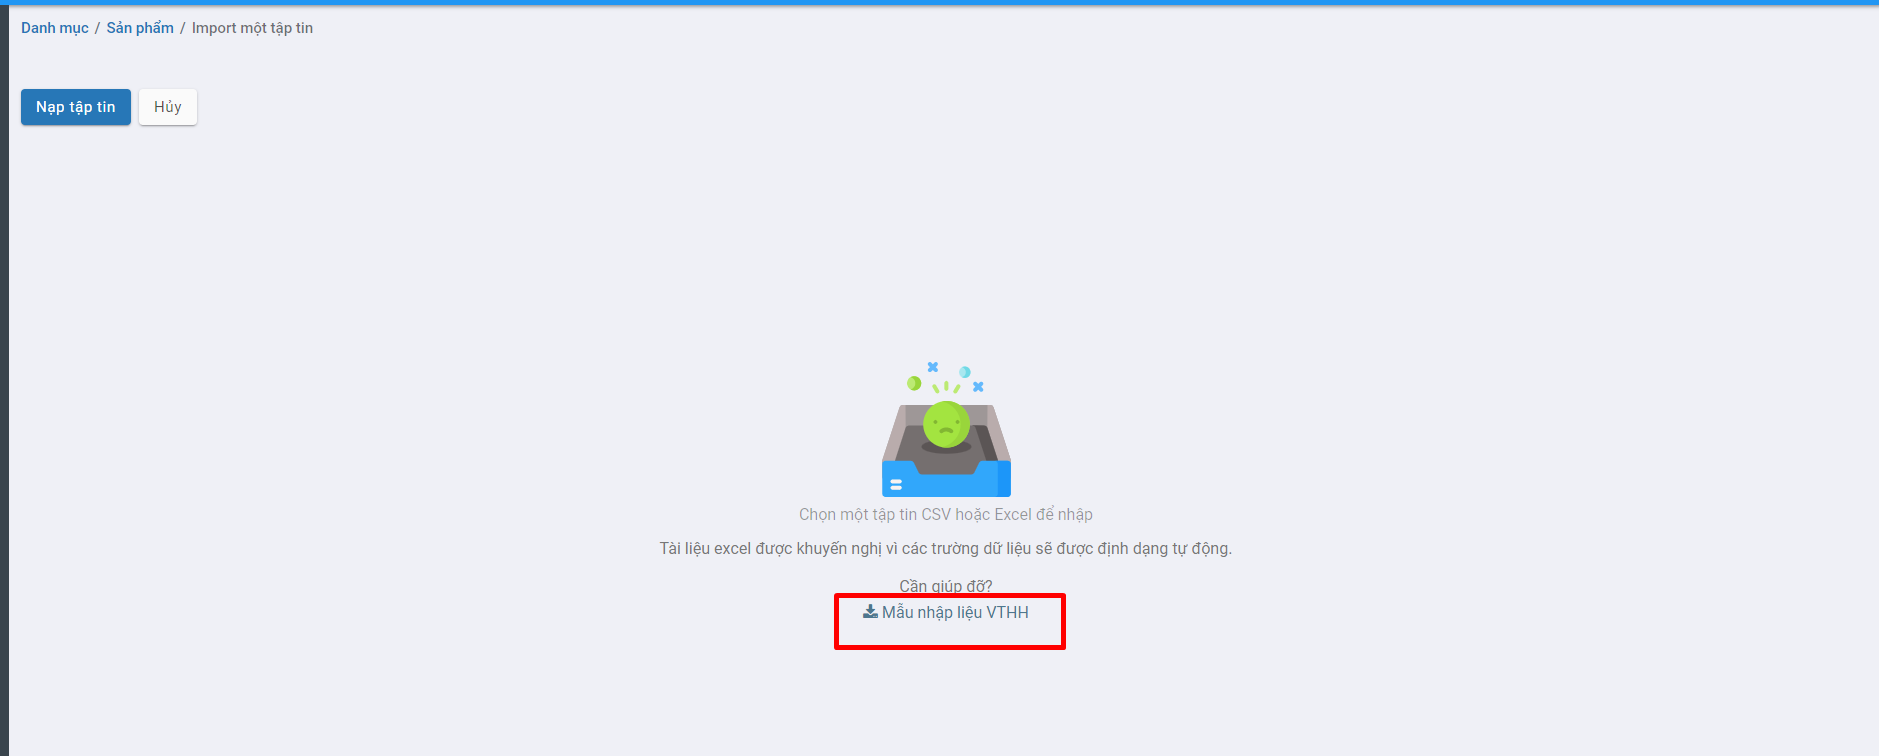 Danh mục / Sản phẩm / Import một tập tin
Nạp tập tin Hủy
Chọn một tập tin CSV hoặc Excel để nhập
Tài liệu excel được khuyến nghị vì các trường dữ liệu sẽ được định dạng tự động.
Cần giúp đỡ?
Mẫu nhập liệu VTHH